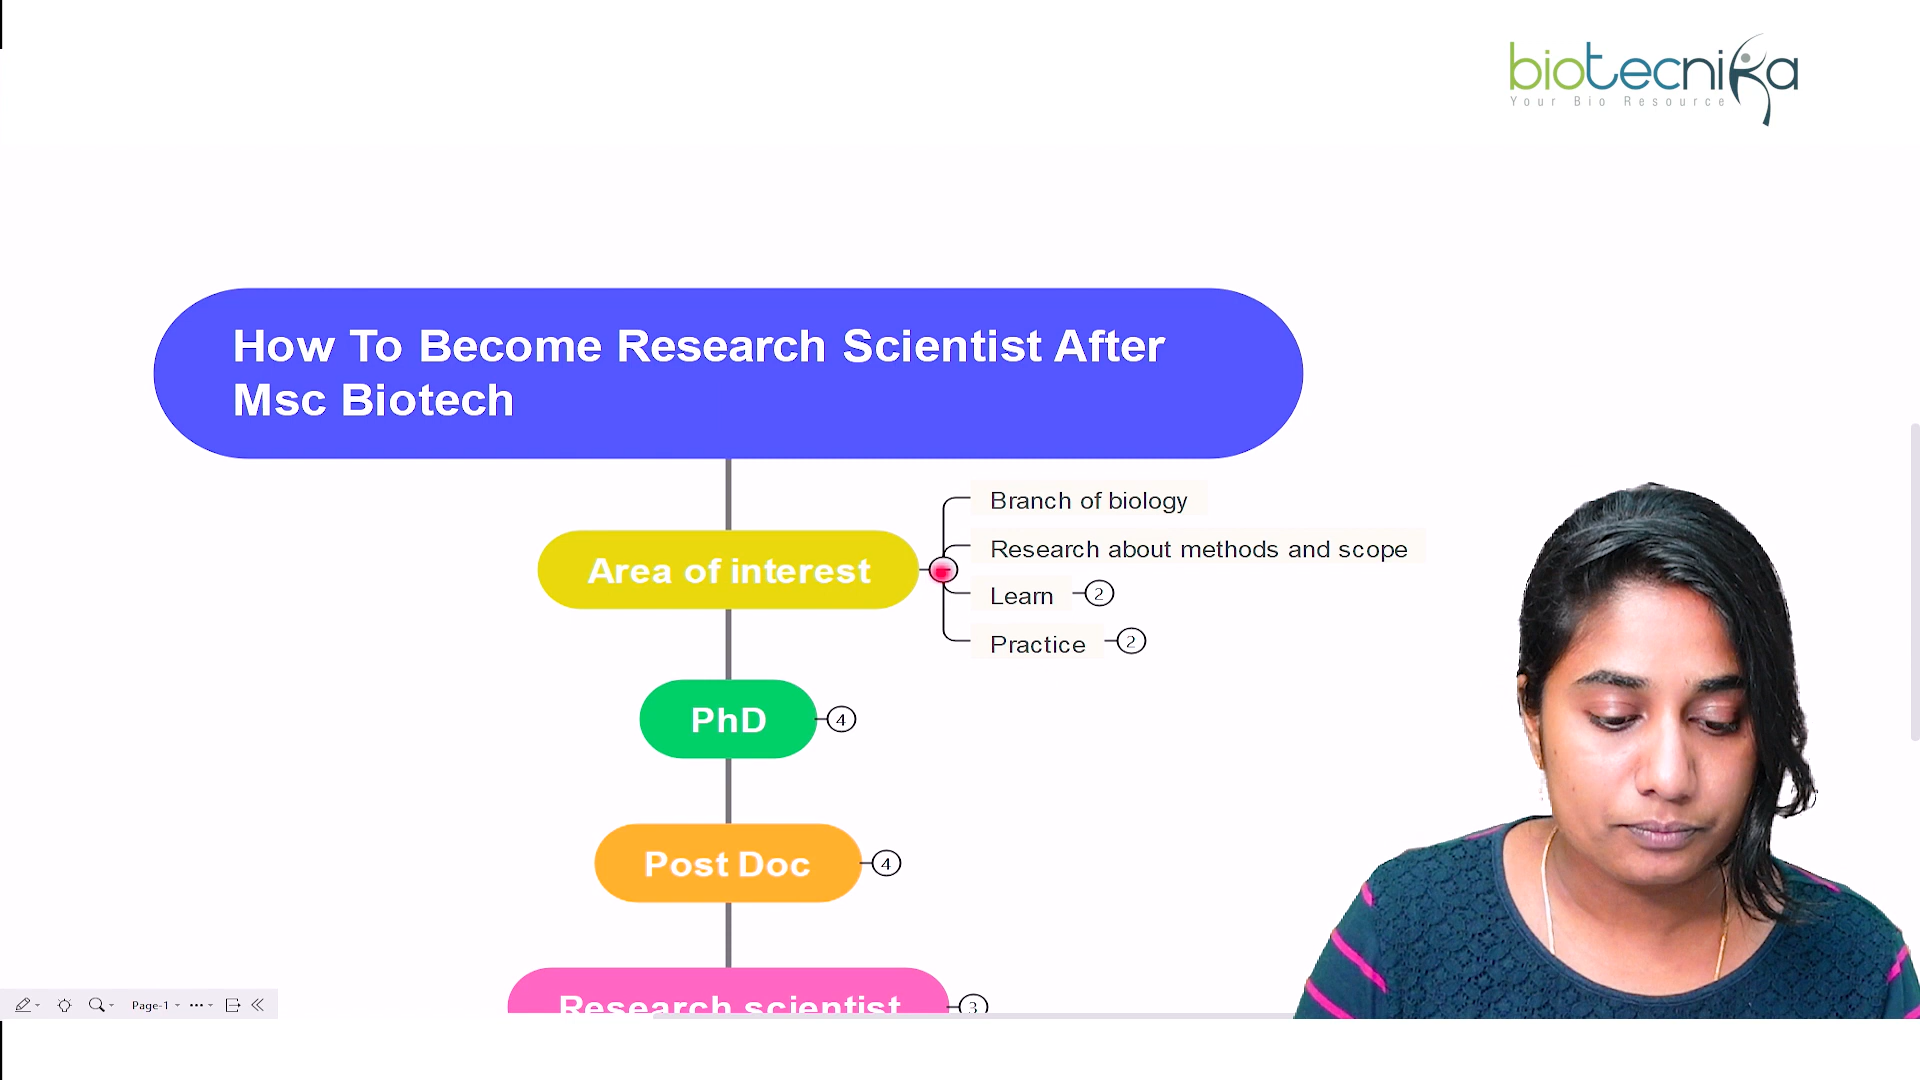 biotecnika
Your Bio Resource
How To Become Research Scientist After
Msc Biotech
Branch of biology
Area of interest
Research about methods and scope
Learn 2
Practice 2
PhD 4
Post Doc 4
Research scientist 3
Page-1